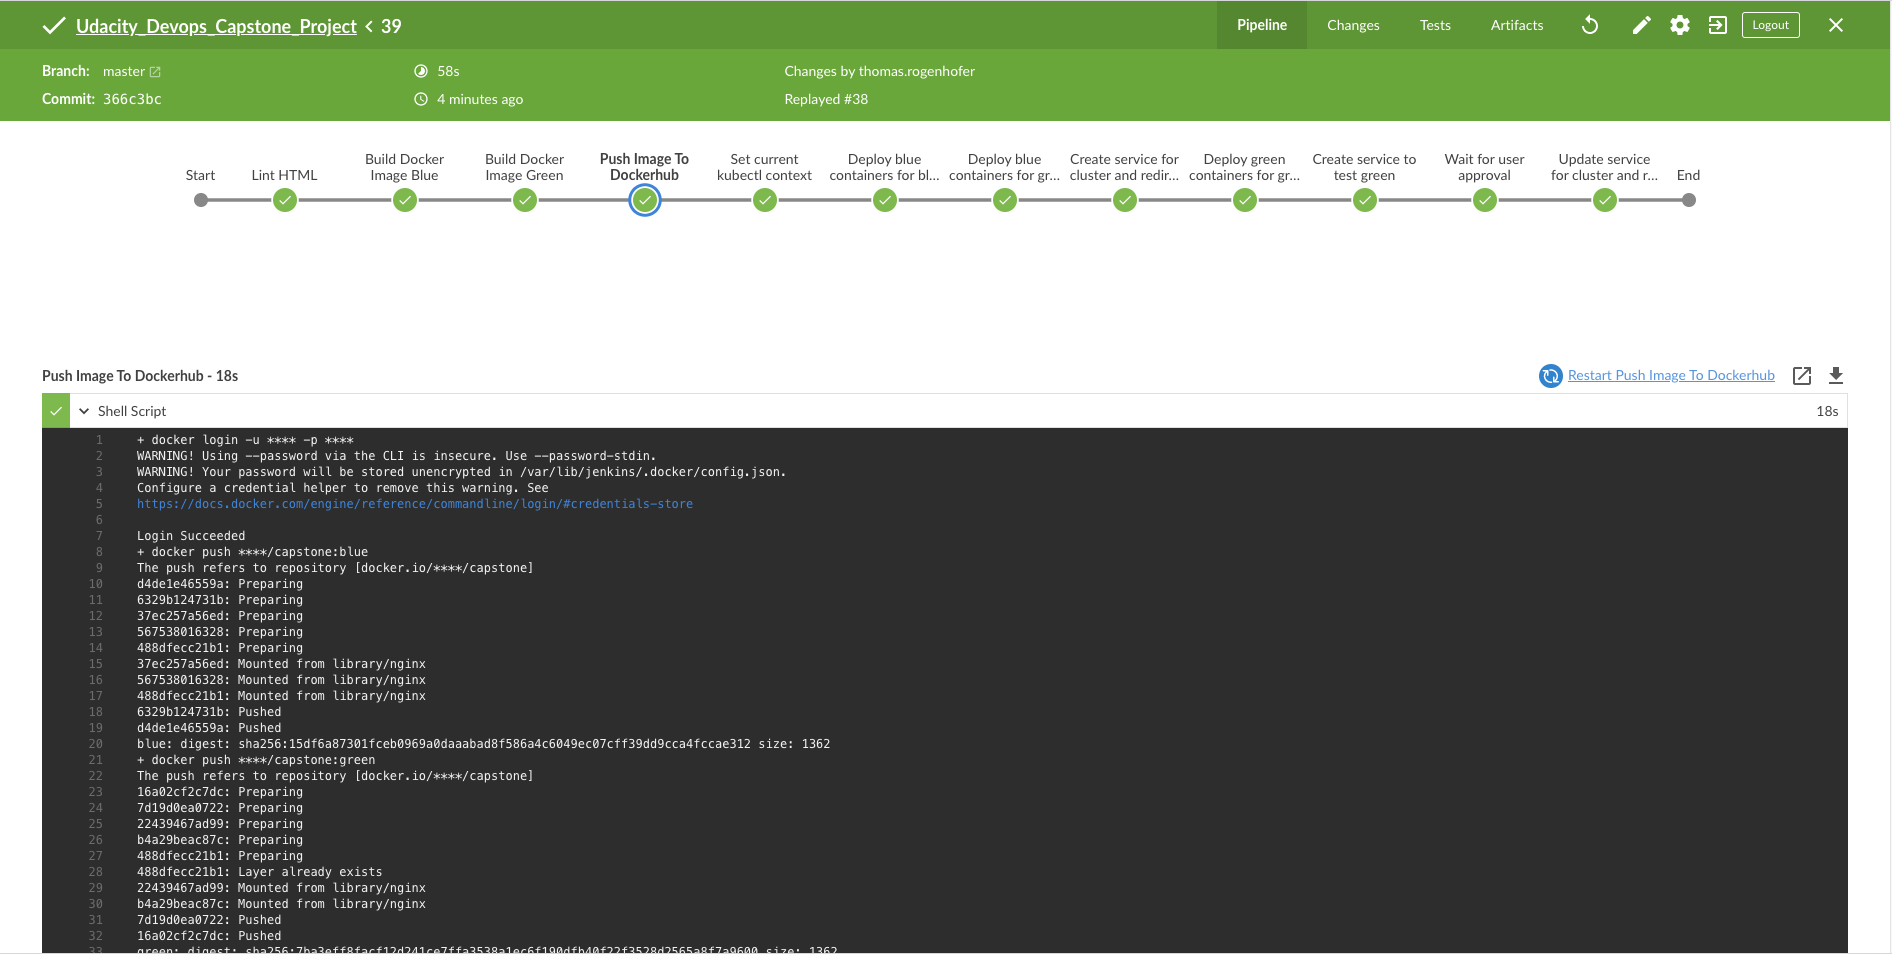 Udacity_Devops_Capstone_Project < 39
Pipeline Changes Tests Artifacts Logout
Branch: master 58s Changes by thomas.rogenhofer
Commit: 366c3bc 4 minutes ago Replayed #38
Start
Lint HTML
Build Docker
Image Blue
Build Docker
Image Green
Push Image To
Dockerhub
Set current
kubectl context
Deploy blue
containers for bl...
Deploy blue
containers for gr...
Create service for
cluster and redir...
Deploy green
containers for gr...
Create service to
test green
Wait for user
approval
Update service
for cluster and r...
End
Push Image To Dockerhub - 18s Restart Push Image To Dockerhub
Shell Script 18s
1 + docker login -u **** -p ****
2 WARNING! Using --password via the CLI is insecure. Use --password-stdin.
3 WARNING! Your password will be stored unencrypted in /var/lib/jenkins/.docker/config.json.
4 Configure a credential helper to remove this warning. See
5 https://docs.docker.com/engine/reference/commandline/login/#credentials-store
6
7 Login Succeeded
8 + docker push ****/capstone:blue
9 The push refers to repository [docker.io/****/capstone]
10 d4de1e46559a: Preparing
11 6329b124731b: Preparing
12 37ec257a56ed: Preparing
13 567538016328: Preparing
14 488dfecc21b1: Preparing
15 37ec257a56ed: Mounted from library/nginx
16 567538016328: Mounted from library/nginx
17 488dfecc21b1: Mounted from library/nginx
18 6329b124731b: Pushed
19 d4de1e46559a: Pushed
20 blue: digest: sha256:15df6a87301fceb0969a0daaabad8f586a4c6049ec07cff39dd9cca4fccae312 size: 1362
21 + docker push ****/capstone:green
22 The push refers to repository [docker.io/****/capstone]
23 16a02cf2c7dc: Preparing
24 7d19d0ea0722: Preparing
25 22439467ad99: Preparing
26 b4a29beac87c: Preparing
27 488dfecc21b1: Preparing
28 488dfecc21b1: Layer already exists
29 22439467ad99: Mounted from library/nginx
30 b4a29beac87c: Mounted from library/nginx
31 7d19d0ea0722: Pushed
32 16a02cf2c7dc: Pushed
33 green: digest: sha256:7ba3eff8facf12d241ce7ffa3538a1ec6f190dfb40f22f3528d2565a8f7a9600 size: 1362